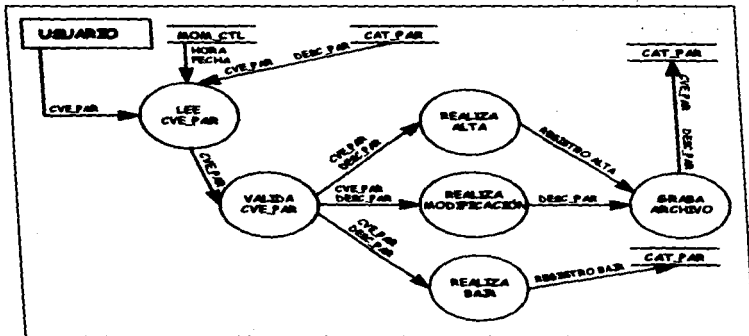 USUARIO
MOM_CTL
HORA
FECHA
CAT_PAR
CVE_PAR
DESC_PAR
CAT_PAR
CVE_PAR
LEE
CVE_PAR
CVE_PAR
DESC_PAR
CVE_PAR
VALIDA
CVE_PAR
CVE_PAR
DESC_PAR
REALIZA
ALTA
REGISTRO ALTA
CVE_PAR
DESC_PAR
REALIZA
MODIFICACIÓN
DESC_PAR
GRABA
ARCHIVO
CVE_PAR
DESC_PAR
REALIZA
BAJA
REGISTRO BAJA
CAT_PAR